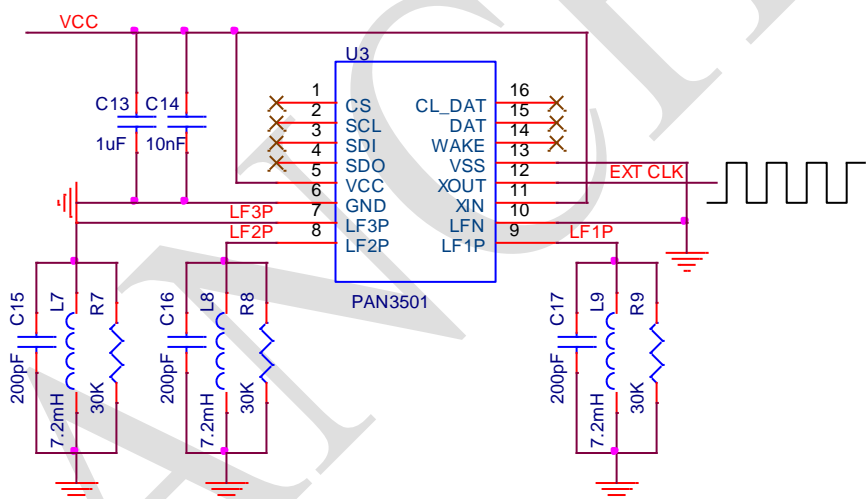 VCC
U3
C13
1uF
C14
10nF
1
CS
2
SCL
3
SDI
4
SDO
5
VCC
6
GND
7
LF3P
8
LF2P
16
CL_DAT
15
DAT
14
WAKE
13
VSS
12
XOUT
11
XIN
10
LFN
9
LF1P
LF3P
LF2P
EXT CLK
LF1P
PAN3501
C15
200pF
L7
7.2mH
R7
30K
C16
200pF
L8
7.2mH
R8
30K
C17
200pF
L9
7.2mH
R9
30K